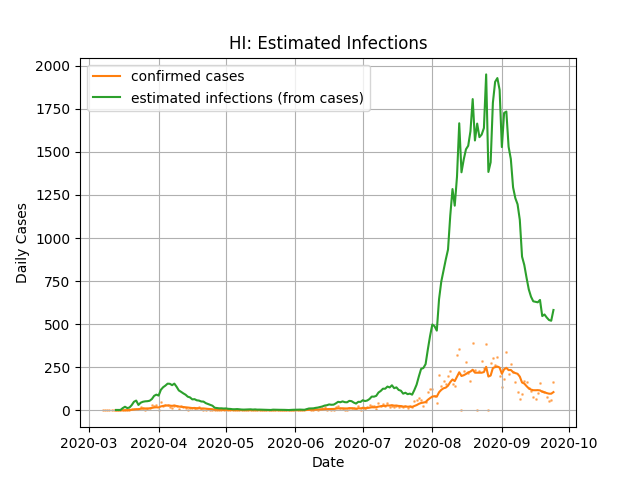 HI: Estimated Infections
confirmed cases
estimated infections (from cases)
Daily Cases
2000
1750
1500
1250
1000
750
500
250
0
2020-03 2020-04 2020-05 2020-06 2020-07 2020-08 2020-09 2020-10
Date